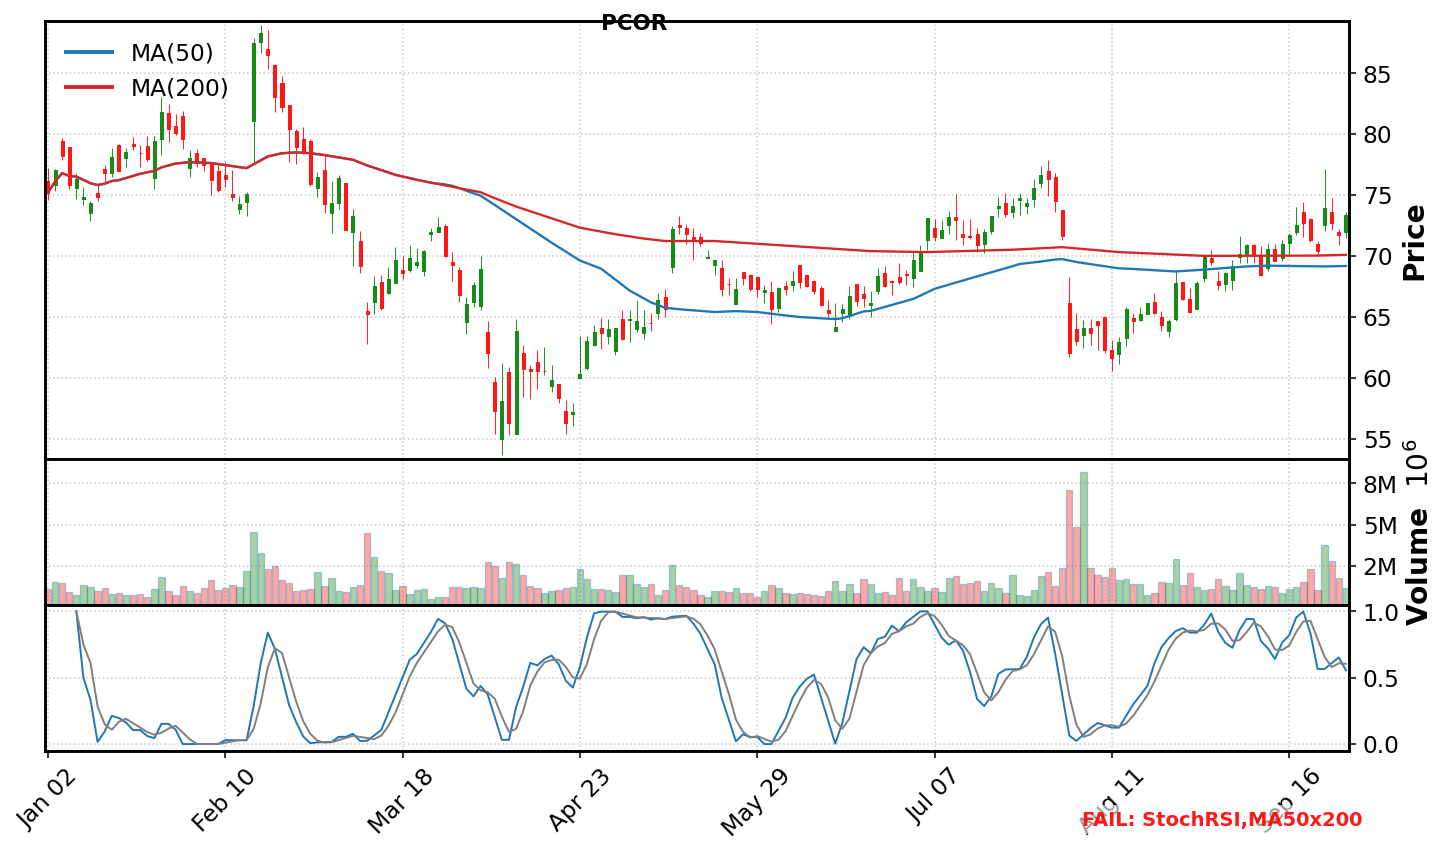 PCOR
MA(50)
MA(200)
85
80
75
70
65
60
55
Price
8M
5M
2M
Volume 10^6
1.0
0.5
0.0
Jan 02
Feb 10
Mar 18
Apr 23
May 29
Jul 07
Aug 11
Sep 16
FAIL: StochRSI,MA50x200